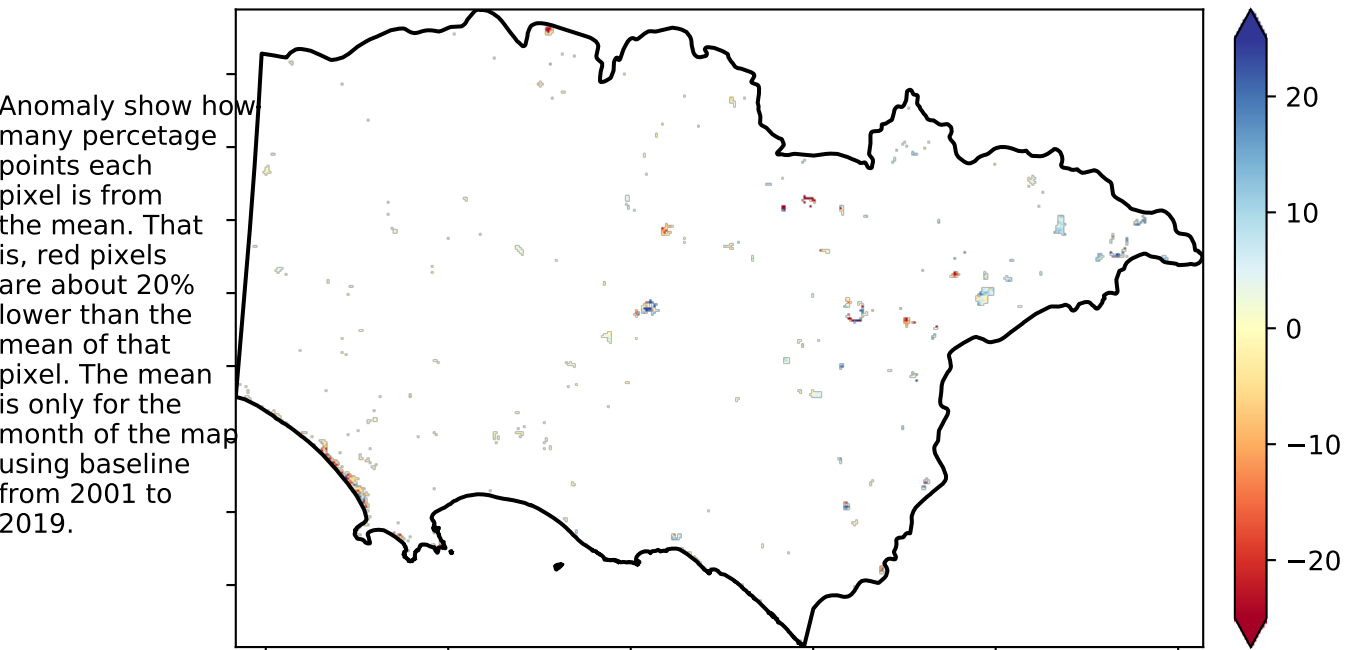 Anomaly show how
many percetage
points each
pixel is from
the mean. That
is, red pixels
are about 20%
lower than the
mean of that
pixel. The mean
is only for the
month of the map
using baseline
from 2001 to
2019.
20
10
0
−10
−20